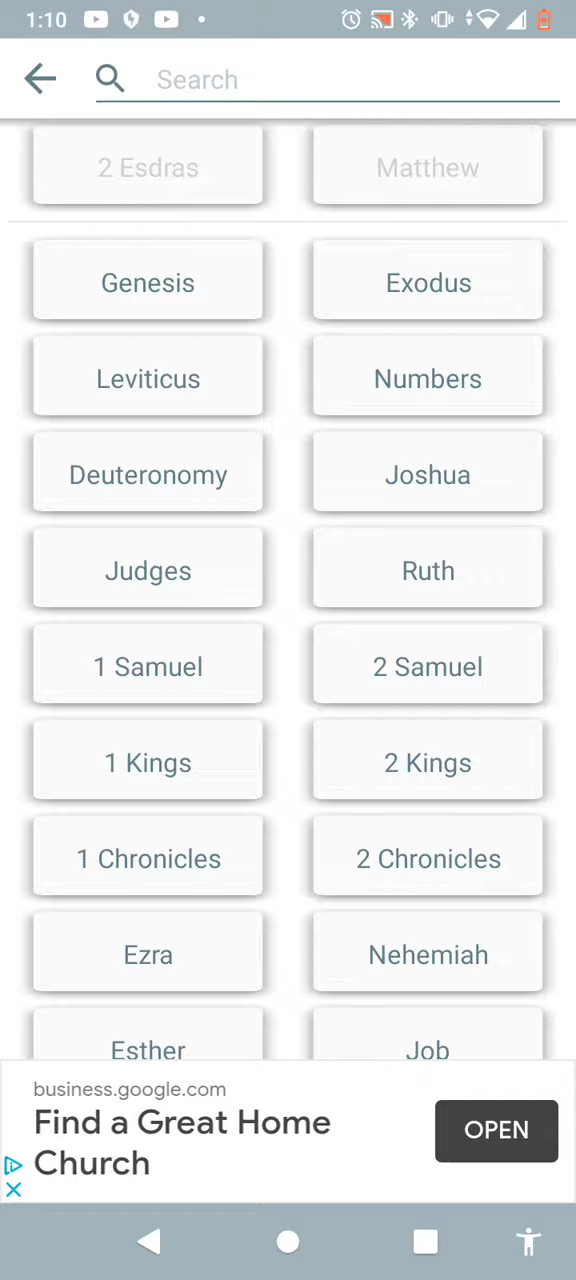 1:10
Search
2 Esdras Matthew
Genesis Exodus
Leviticus Numbers
Deuteronomy Joshua
Judges Ruth
1 Samuel 2 Samuel
1 Kings 2 Kings
1 Chronicles 2 Chronicles
Ezra Nehemiah
Esther Job
business.google.com
Find a Great Home
Church
OPEN